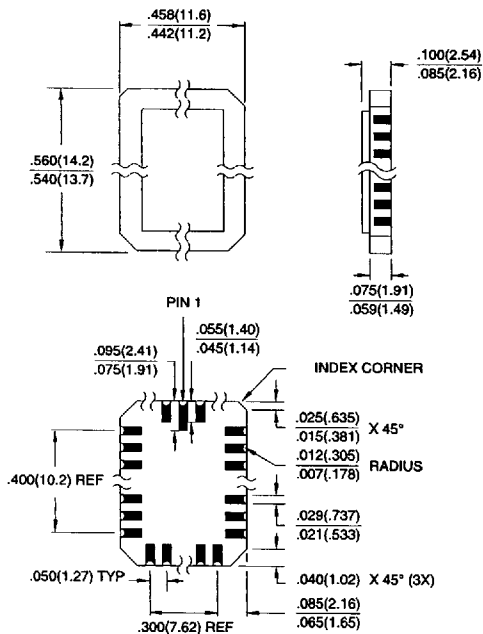 .458(11.6)
.442(11.2)
.100(2.54)
.085(2.16)
.560(14.2)
.540(13.7)
.075(1.91)
.059(1.49)
PIN 1
.055(1.40)
.045(1.14)
.095(2.41)
.075(1.91)
INDEX CORNER
.025(.635)
.015(.381) X 45°
.012(.305)
.007(.178) RADIUS
.400(10.2) REF
.029(.737)
.021(.533)
.050(1.27) TYP
.040(1.02) X 45° (3X)
.085(2.16)
.065(1.65)
.300(7.62) REF